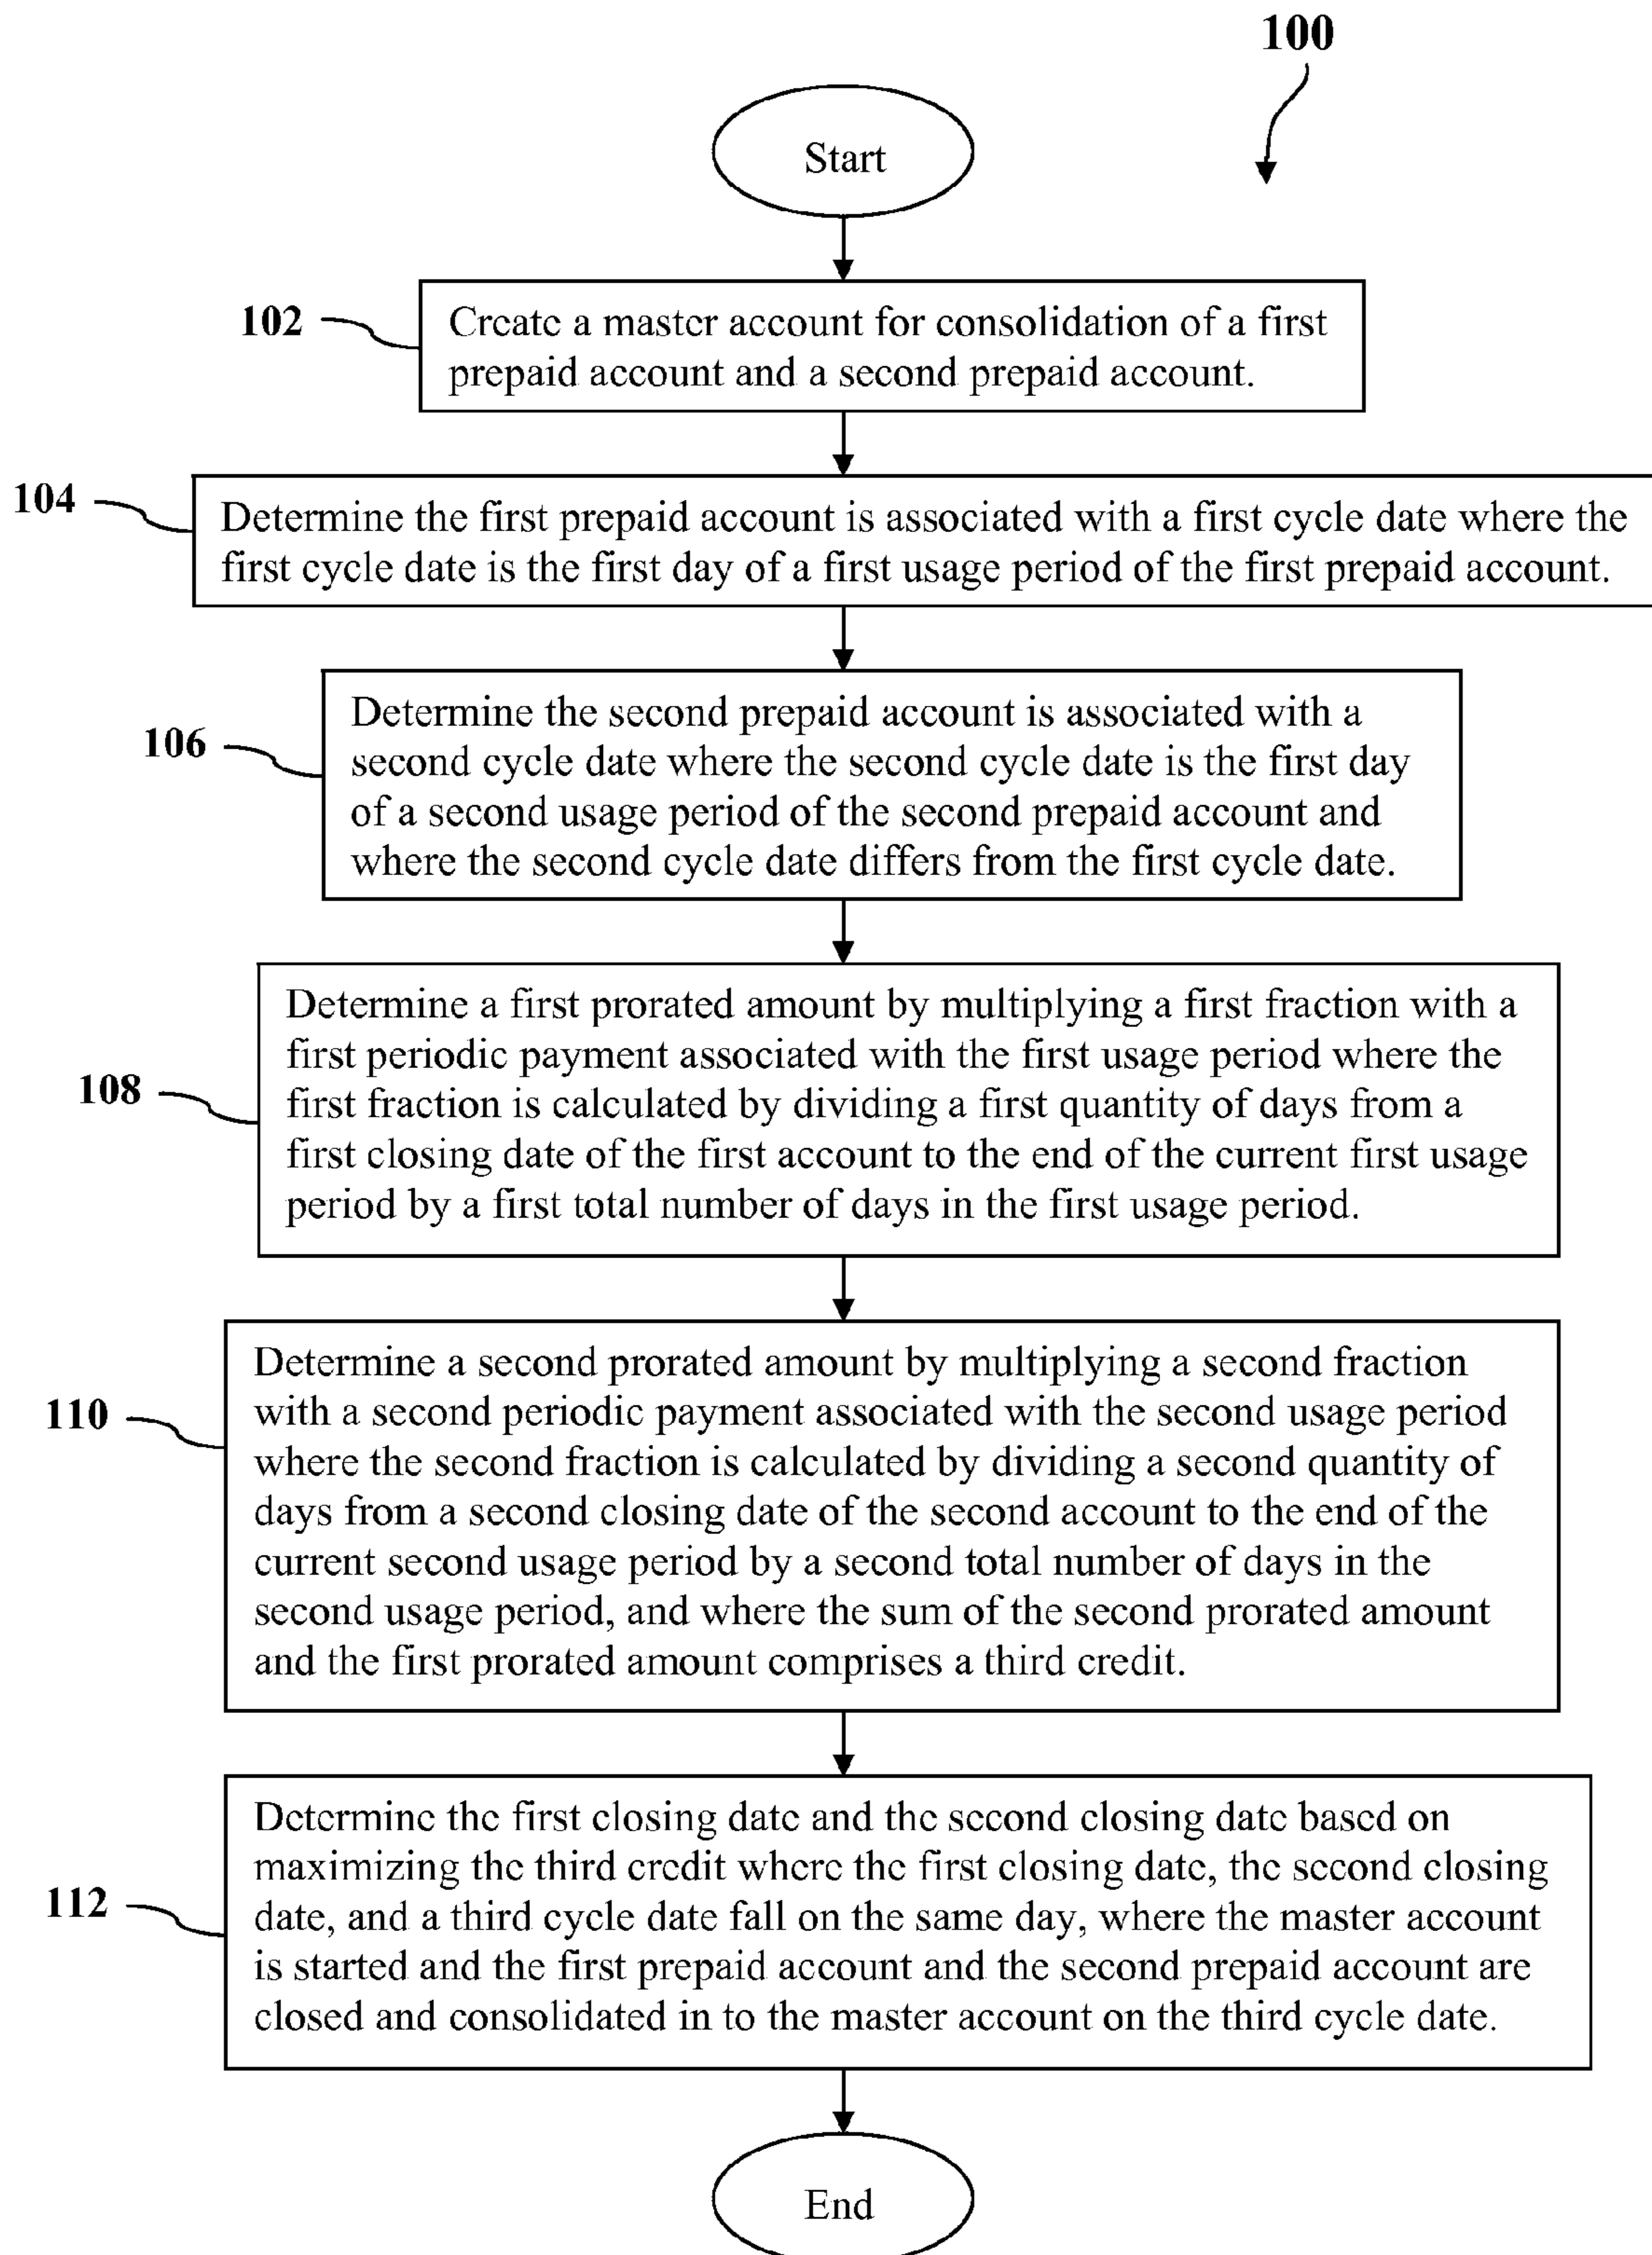 100
Start
102
Create a master account for consolidation of a first
prepaid account and a second prepaid account.
104
Determine the first prepaid account is associated with a first cycle date where the
first cycle date is the first day of a first usage period of the first prepaid account.
106
Determine the second prepaid account is associated with a
second cycle date where the second cycle date is the first day
of a second usage period of the second prepaid account and
where the second cycle date differs from the first cycle date.
108
Determine a first prorated amount by multiplying a first fraction with a
first periodic payment associated with the first usage period where the
first fraction is calculated by dividing a first quantity of days from a
first closing date of the first account to the end of the current first usage
period by a first total number of days in the first usage period.
110
Determine a second prorated amount by multiplying a second fraction
with a second periodic payment associated with the second usage period
where the second fraction is calculated by dividing a second quantity of
days from a second closing date of the second account to the end of the
current second usage period by a second total number of days in the
second usage period, and where the sum of the second prorated amount
and the first prorated amount comprises a third credit.
112
Determine the first closing date and the second closing date based on
maximizing the third credit where the first closing date, the second closing
date, and a third cycle date fall on the same day, where the master account
is started and the first prepaid account and the second prepaid account are
closed and consolidated in to the master account on the third cycle date.
End